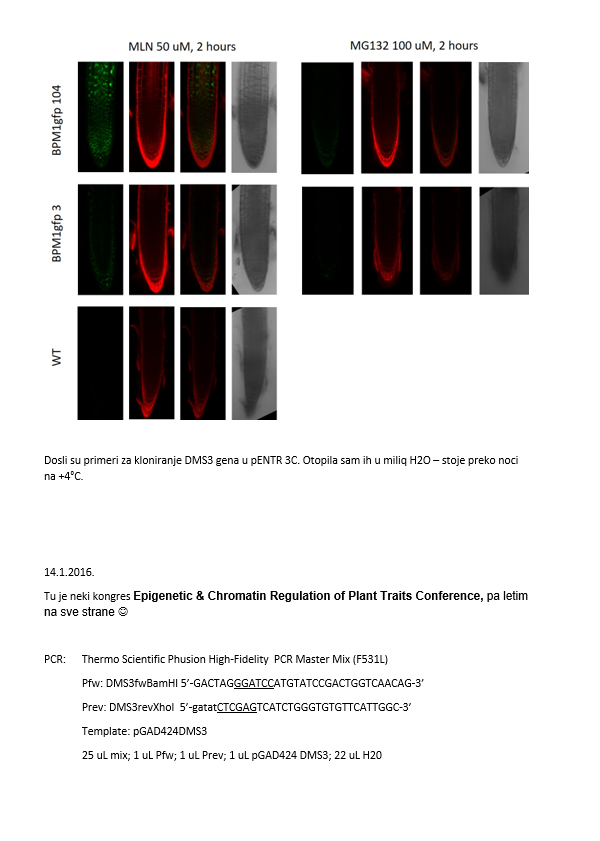 MLN 50 uM, 2 hours
MG132 100 uM, 2 hours
BPM1gfp 104
BPM1gfp 3
WT
Dosli su primeri za kloniranje DMS3 gena u pENTR 3C. Otopila sam ih u miliq H2O – stoje preko noci
na +4°C.
14.1.2016.
Tu je neki kongres Epigenetic & Chromatin Regulation of Plant Traits Conference, pa letim
na sve strane ☺
PCR: Thermo Scientific Phusion High-Fidelity PCR Master Mix (F531L)
Pfw: DMS3fwBamHI 5’-GACTAGGGATCCATGTATCCGACTGGTCAACAG-3’
Prev: DMS3revXhoI 5’-gatatCTCGAGTCATCTGGGTGTGTTCATTGGC-3’
Template: pGAD424DMS3
25 uL mix; 1 uL Pfw; 1 uL Prev; 1 uL pGAD424 DMS3; 22 uL H20